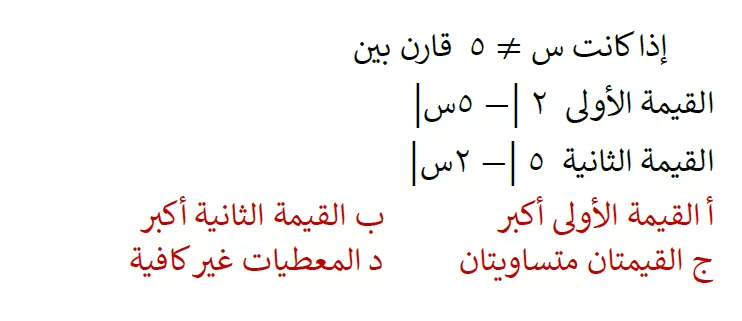 إذا كانت س ≠ ٥ قارن بين
القيمة الأولى ٢ |− ٥س|
القيمة الثانية ٥ |− ٢س|
أ القيمة الأولى أكبر ب القيمة الثانية أكبر
ج القيمتان متساويتان د المعطيات غير كافية